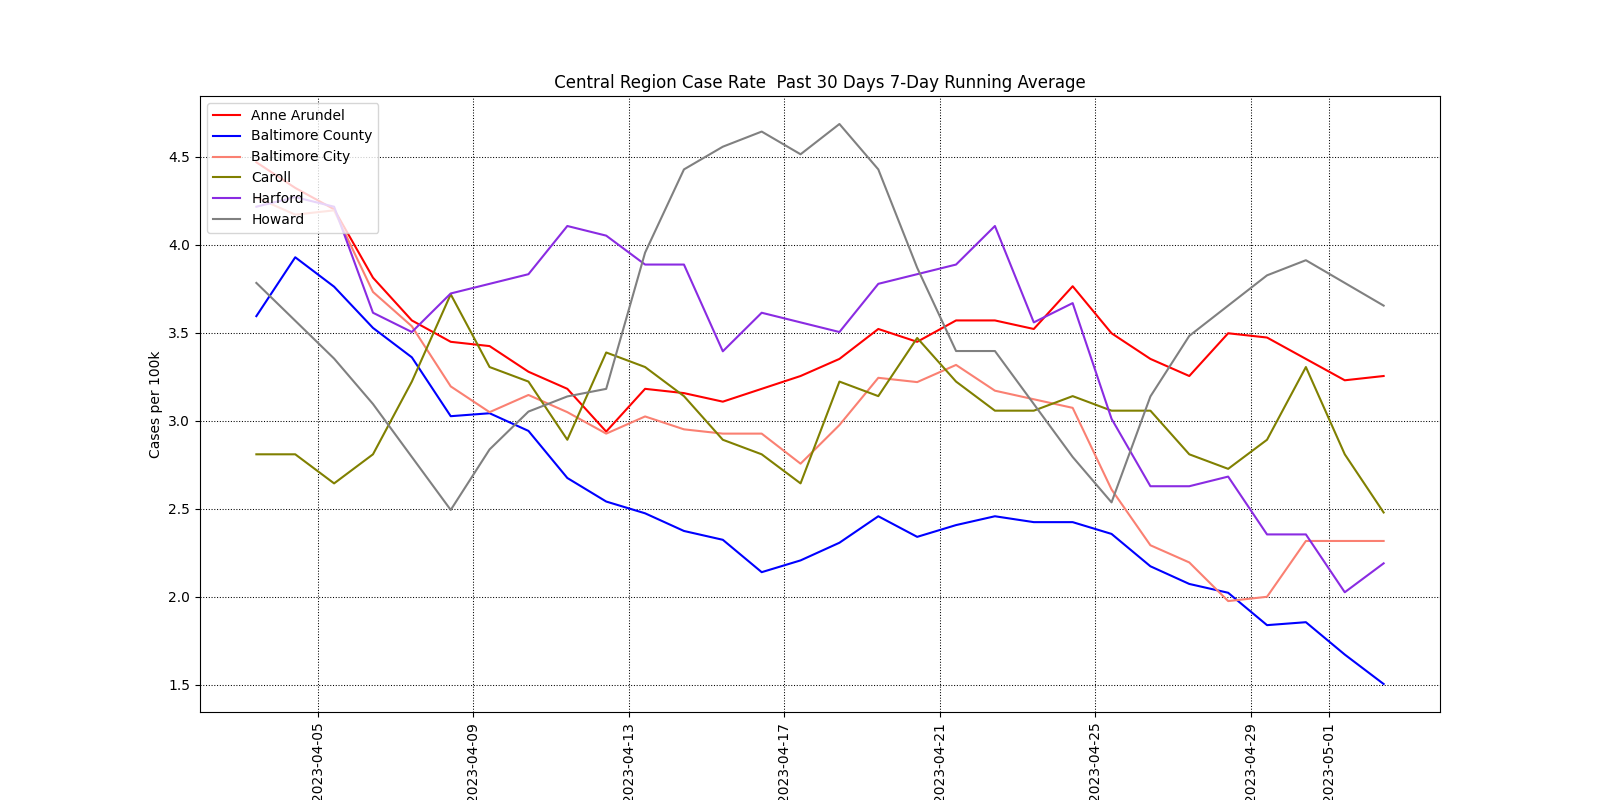 Central Region Case Rate  Past 30 Days 7-Day Running Average
Anne Arundel
Baltimore County
Baltimore City
Caroll
Harford
Howard
Cases per 100k
4.5
4.0
3.5
3.0
2.5
2.0
1.5
2023-04-05
2023-04-09
2023-04-13
2023-04-17
2023-04-21
2023-04-25
2023-04-29
2023-05-01